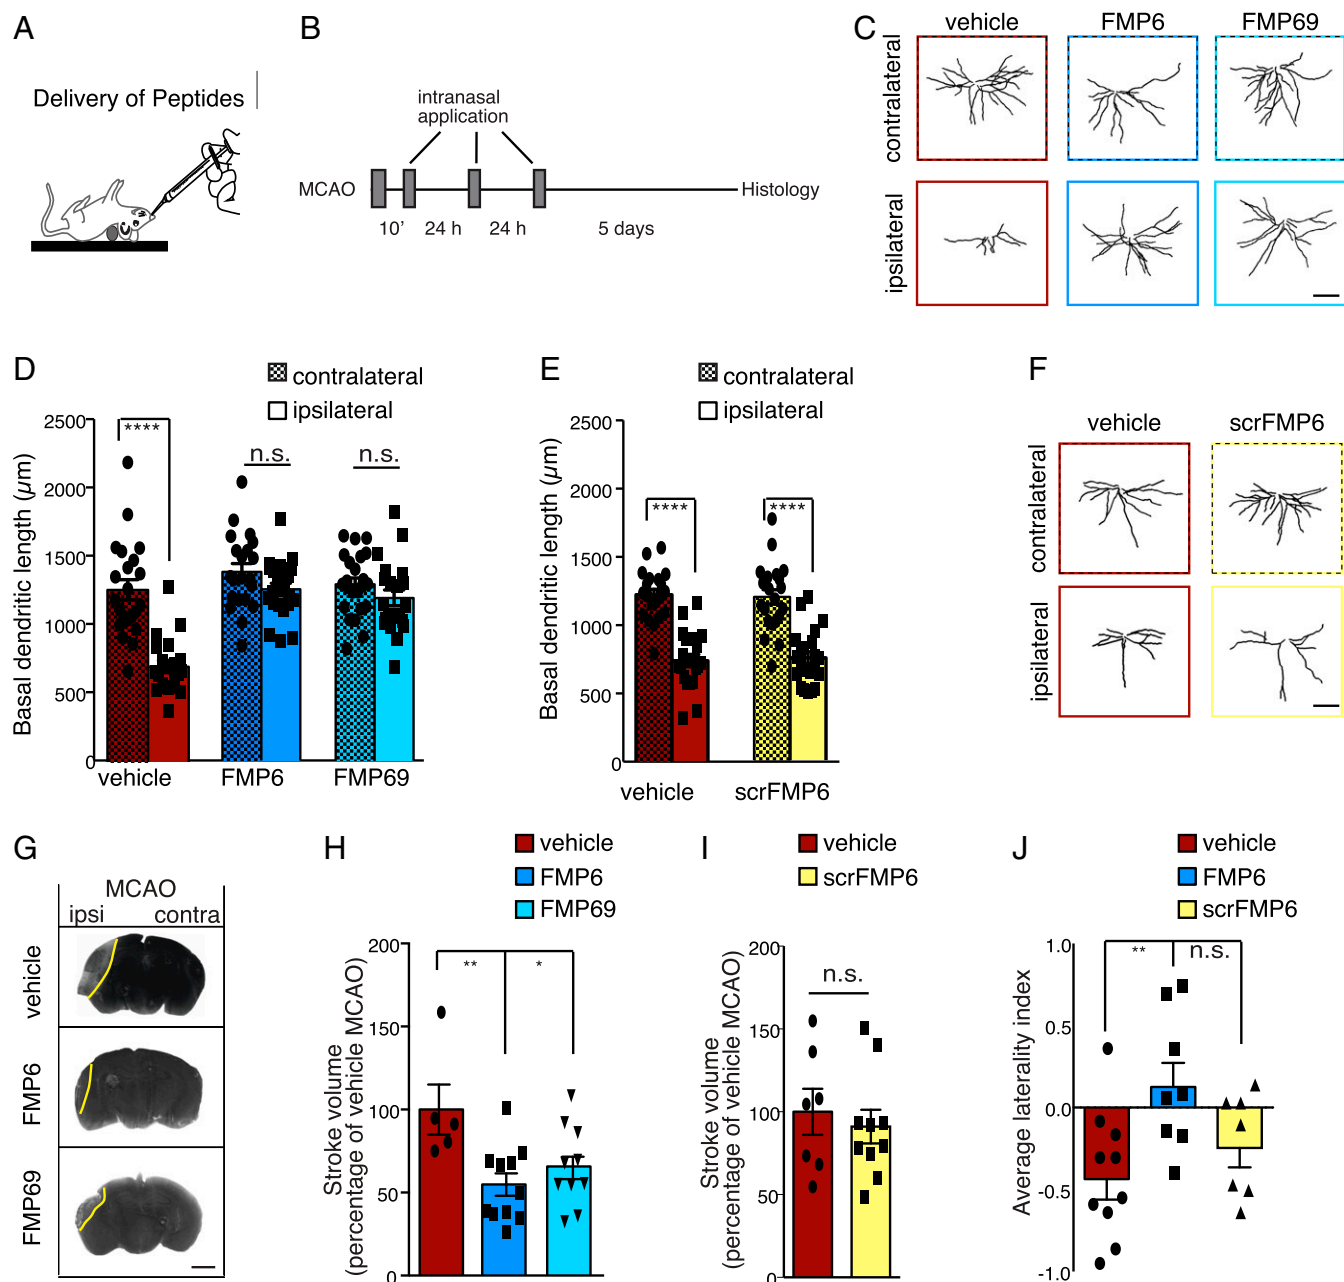 A
Delivery of Peptides
B
intranasal
application
MCAO
Histology
10’ 24 h 24 h 5 days
C
vehicle FMP6 FMP69
contralateral
ipsilateral
D
contralateral
ipsilateral
Basal dendritic length (µm)
2500
2000
1500
1000
500
0
****
n.s.
n.s.
vehicle FMP6 FMP69
E
contralateral
ipsilateral
Basal dendritic length (µm)
2500
2000
1500
1000
500
0
****
****
vehicle scrFMP6
F
vehicle scrFMP6
contralateral
ipsilateral
G
MCAO
ipsi contra
vehicle
FMP6
FMP69
H
vehicle
FMP6
FMP69
Stroke volume
(percentage of vehicle MCAO)
200
150
100
50
0
**
*
I
vehicle
scrFMP6
Stroke volume
(percentage of vehicle MCAO)
200
150
100
50
0
n.s.
J
vehicle
FMP6
scrFMP6
Average laterality index
1.0
0.5
0.0
-0.5
-1.0
**
n.s.